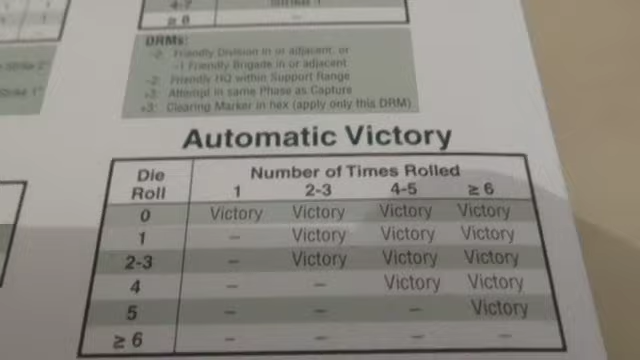 ≥ 8
DRMs:
-2: Friendly Division in or adjacent, or
-1 Friendly Brigade in or adjacent
-2: Friendly HQ within Support Range
+3: Attempt in same Phase as Capture
+3: Clearing Marker in hex (apply only this DRM)
Automatic Victory
Die Roll Number of Times Rolled
1 2-3 4-5 ≥ 6
0 Victory Victory Victory Victory
1 – Victory Victory Victory
2-3 – Victory Victory Victory
4 – – Victory Victory
5 – – – Victory
≥ 6 – – – –